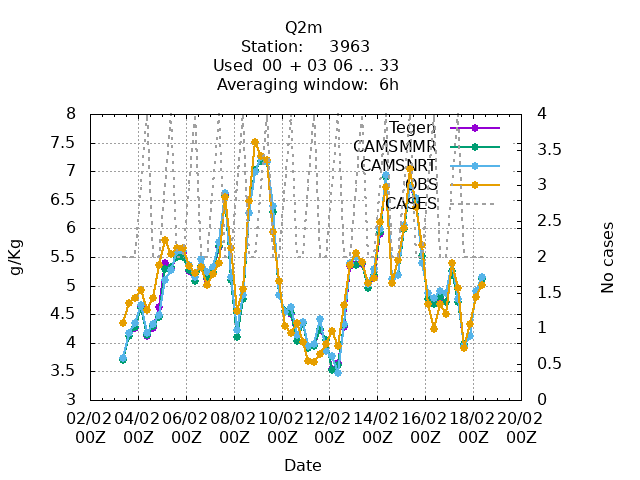 Q2m
Station: 3963
Used 00 + 03 06 ... 33
Averaging window: 6h
8
7.5
7
6.5
6
5.5
5
4.5
4
3.5
3
g/Kg
4
3.5
3
2.5
2
1.5
1
0.5
0
No cases
Tegen
CAMSMMR
CAMSNRT
OBS
CASES
02/02 04/02 06/02 08/02 10/02 12/02 14/02 16/02 18/02 20/02
00Z 00Z 00Z 00Z 00Z 00Z 00Z 00Z 00Z 00Z
Date